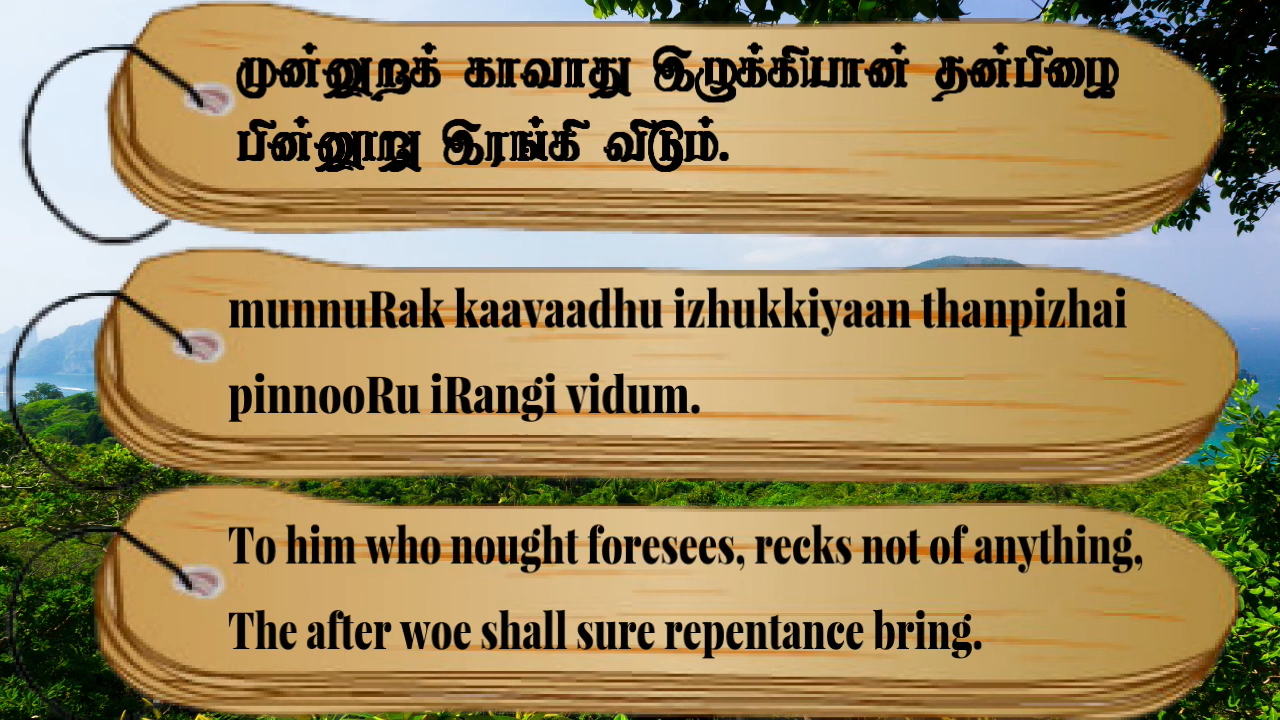 முன்னுறக் காவாது இழுக்கியான் தன்பிழை
பின்னூறு இரங்கி விடும்.
munnuRak kaavaadhu izhukkiyaan thanpizhai
pinnooRu iRangi vidum.
To him who nought foresees, recks not of anything,
The after woe shall sure repentance bring.